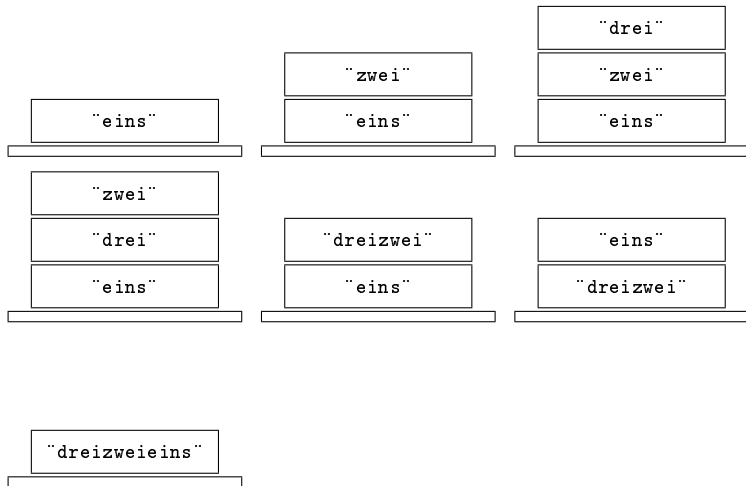 ¨drei¨
¨zwei¨ ¨zwei¨
¨eins¨ ¨eins¨ ¨eins¨
¨zwei¨
¨drei¨ ¨dreizwei¨ ¨eins¨
¨eins¨ ¨eins¨ ¨dreizwei¨
¨dreizweieins¨